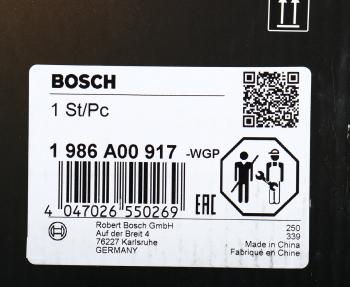 BOSCH
1 St/Pc
1 986 A00 917 -WGP
4 047026 550269
EAC
Robert Bosch GmbH
Auf der Breit 4
76227 Karlsruhe
GERMANY
250
339
Made in China
Fabriqué en Chine